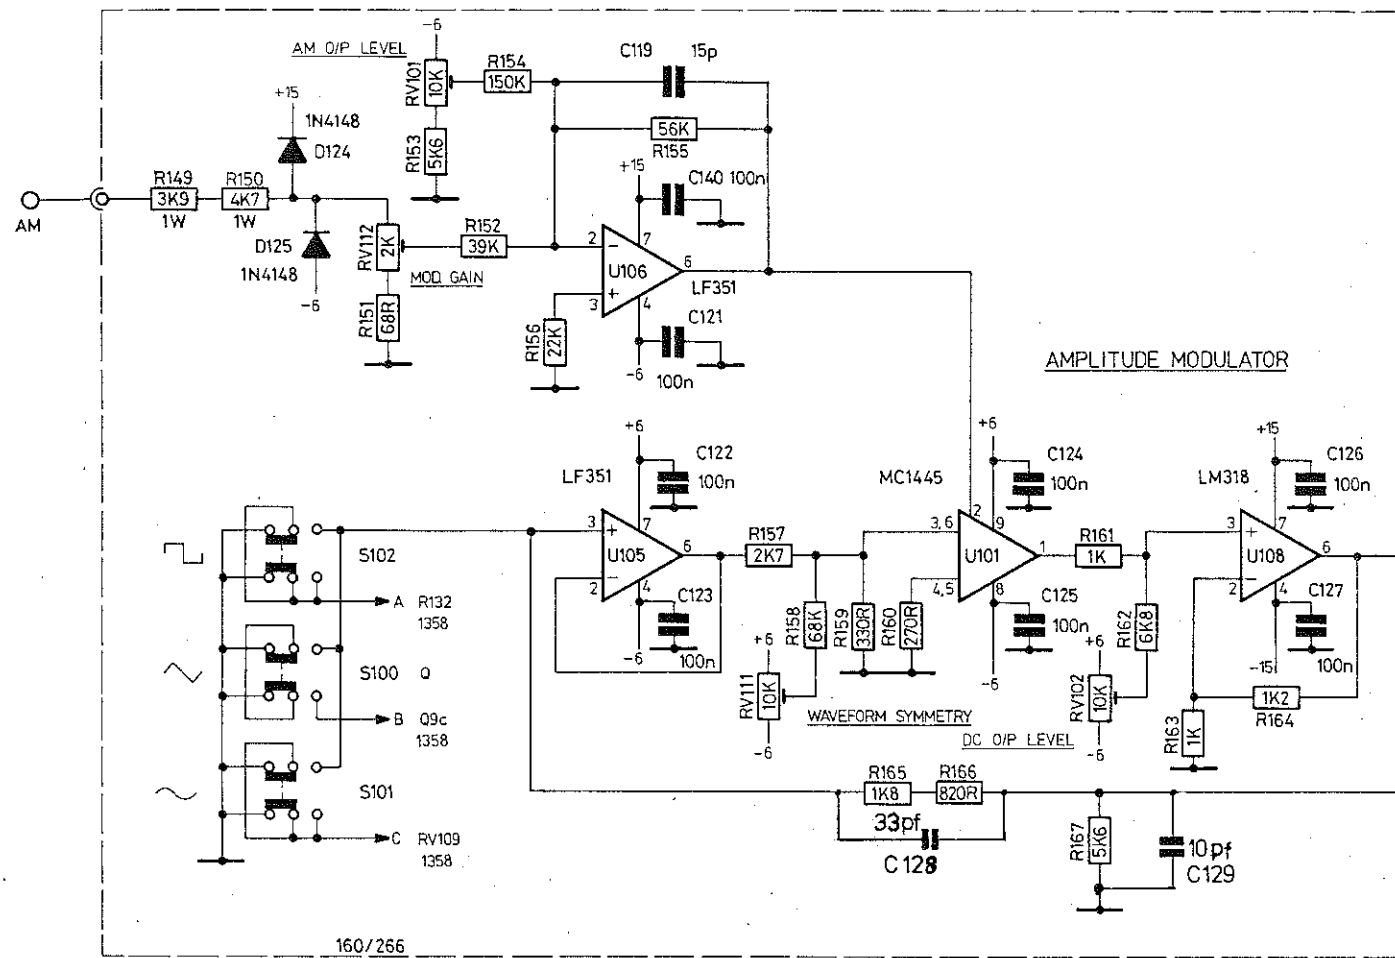 -6
AM O/P LEVEL
RV101
10K
R154
150K
C119 15p
+15
1N4148
D124
R153
5K6
56K
R155
AM
R149
3K9
1W
R150
4K7
1W
D125
1N4148
-6
RV112
2K
MOD. GAIN
R151
68R
R152
39K
+15
C140 100n
2
-
7
U106
6
+
3
4
LF351
R156
22K
C121
-6
100n
AMPLITUDE MODULATOR
+6
C122
100n
LF351
3
+
7
U105
6
-
2
4
C123
-6
100n
R157
2K7
R158
68K
R159
330R
R160
270R
+6
RV111
10K
-6
WAVEFORM SYMMETRY
+6
C124
100n
MC1445
2
9
3,6
U101
1
4,5
8
C125
100n
-6
R161
1K
R162
6K8
+6
RV102
10K
-6
DC O/P LEVEL
+15
C126
100n
LM318
3
+
7
U108
6
-
2
4
C127
-15
100n
1K2
R164
R163
1K
S102
A R132
1358
S100 Q
B Q9c
1358
S101
C RV109
1358
R165
1K8
R166
820R
33pf
C128
R167
5K6
10pf
C129
160/266